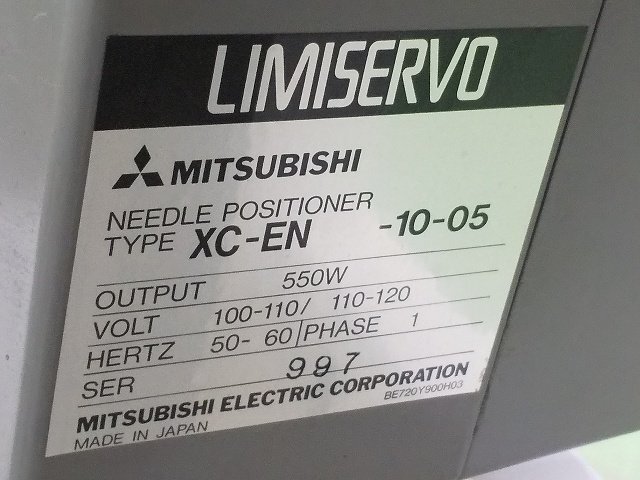 LIMISERVO
MITSUBISHI
NEEDLE POSITIONER
TYPE XC-EN -10-05
OUTPUT 550W
VOLT 100-110/ 110-120
HERTZ 50- 60 PHASE 1
SER 997
MITSUBISHI ELECTRIC CORPORATION
MADE IN JAPAN BE720Y900H03